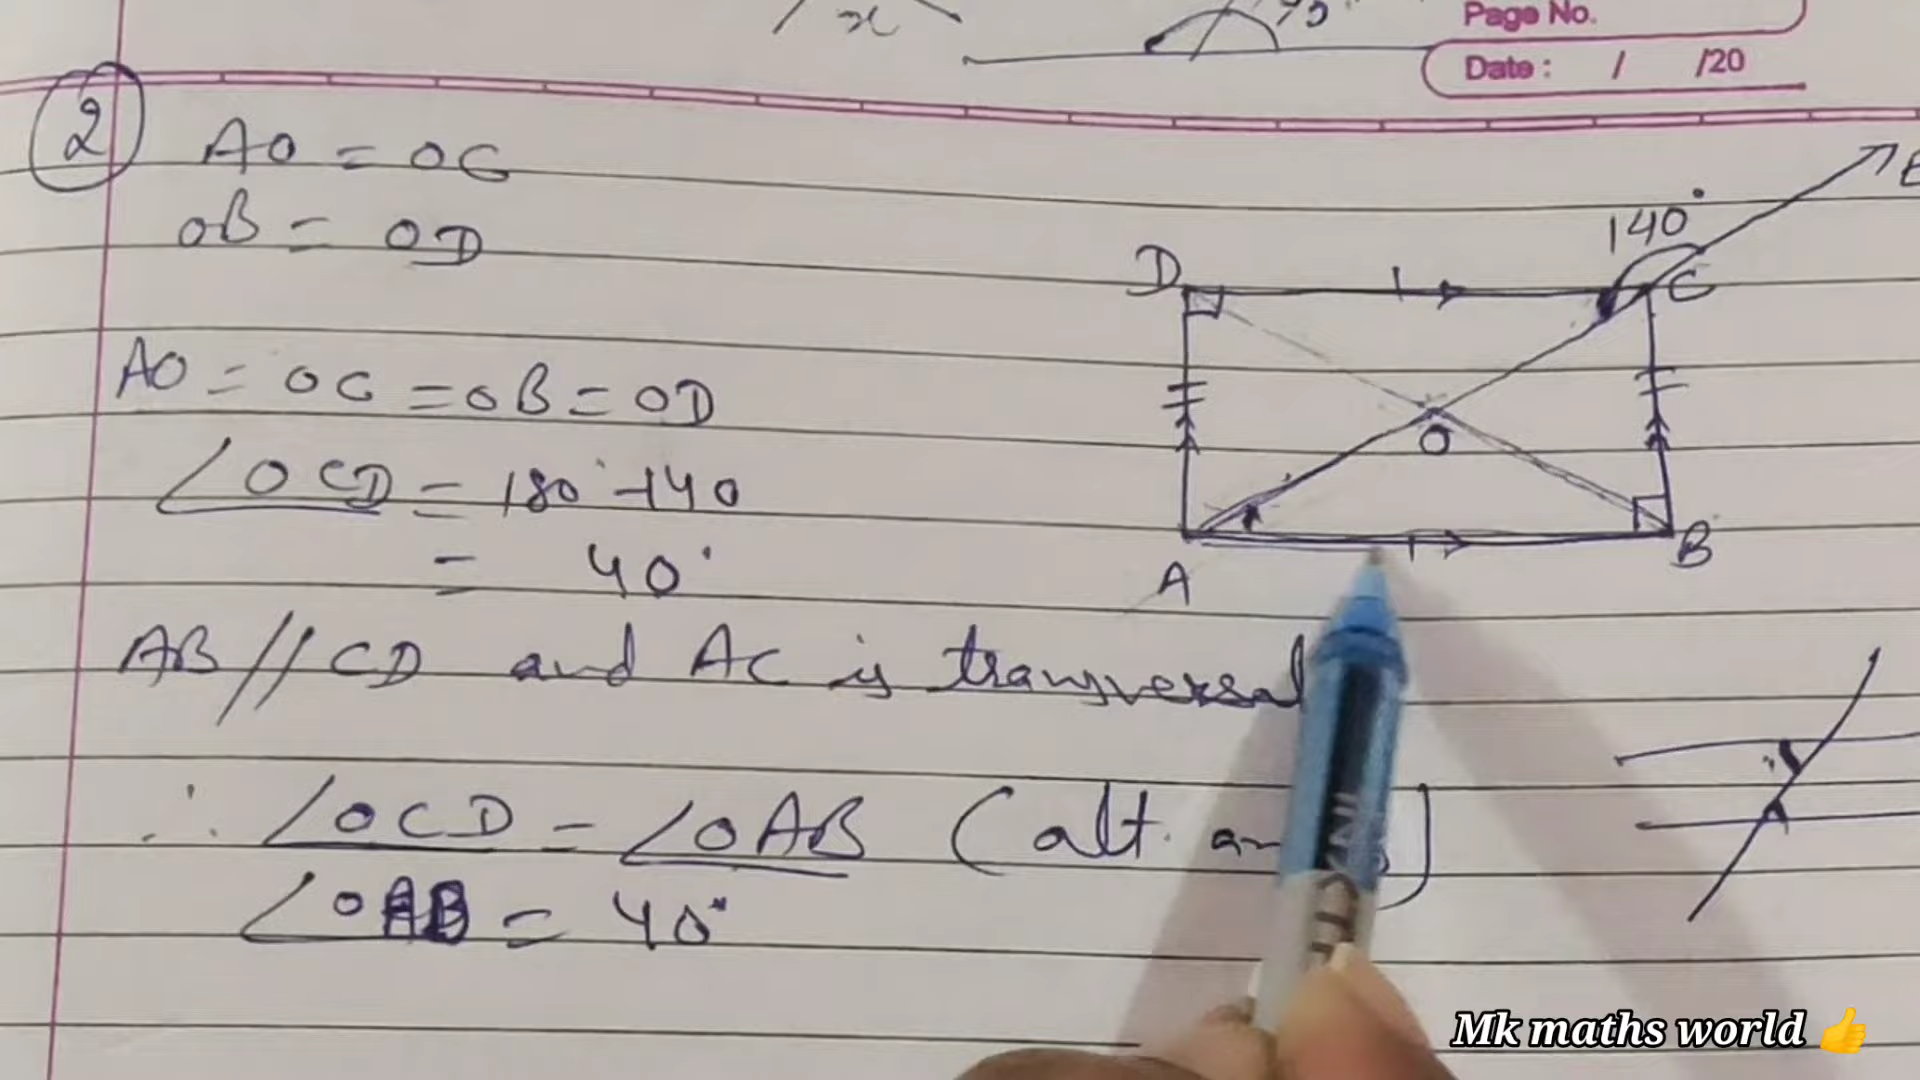 Page No.
Date : / /20
x
2
AO = OC
OB = OD
AO = OC = OB = OD
∠OCD = 180° - 140
= 40°
AB // CD and AC is transversal
∴ ∠OCD = ∠OAB (alt.
∠OAB = 40°
140°
E
D
C
O
A
B
Mk maths world 👍